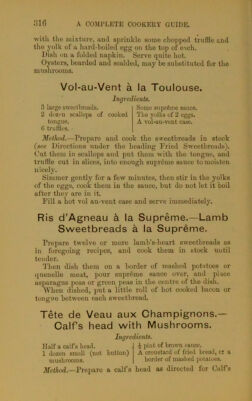 316 A COMPLETE COOKERY GUIDE.
with the mixture, and sprinkle some chopped truffle and
the yolk of a hard-boiled egg on the top of each.
Dish on a folded napkin. Serve quite hot.
Oysters, bearded and scalded, may be substituted for the
mushrooms.
Vol-au-Vent à la Toulouse.
Ingredients.
3 large sweetbreads.
2 dozen scallops of cooked
tongue.
6 truffles.
Some suprême sauce.
The yolks of 2 eggs.
A vol-au-vent case.
Method.—Prepare and cook the sweetbreads in stock
(see Directions under the heading Fried Sweetbreads).
Cut them in scallops and put them with the tongue, and
truffle cut in slices, into enough suprême sauce to moisten
nicely.
Simmer gently for a few minutes, then stir in the yolks
of the eggs, cook them in the sauce, but do not let it boil
after they are in it.
Fill a hot vol au-vent case and serve immediately.
Ris d'Agneau à la Suprême.—Lamb
Sweetbreads à la Suprême.
Prepare twelve or more lamb's-heart sweetbreads as
in foregoing recipes, and cook them in stock until
tender.
Then dish them on a border of mashed potatoes or
quenelle meat, pour suprême sauce over, and place
asparagus peas or green peas in the centre of the dish.
When dished, put a little roll of hot cooked bacon or
tongue between each sweetbread.
Tête de Veau aux Champignons.—
Calf's head with Mushrooms.
Ingredients.
Half a calf's head.
1 dozen small (not button)
mushrooms.
½ pint of brown sauce.
A croustard of fried bread, or a
border of mashed potatoes.
Method.—Prepare a calf's head as directed for Calf's